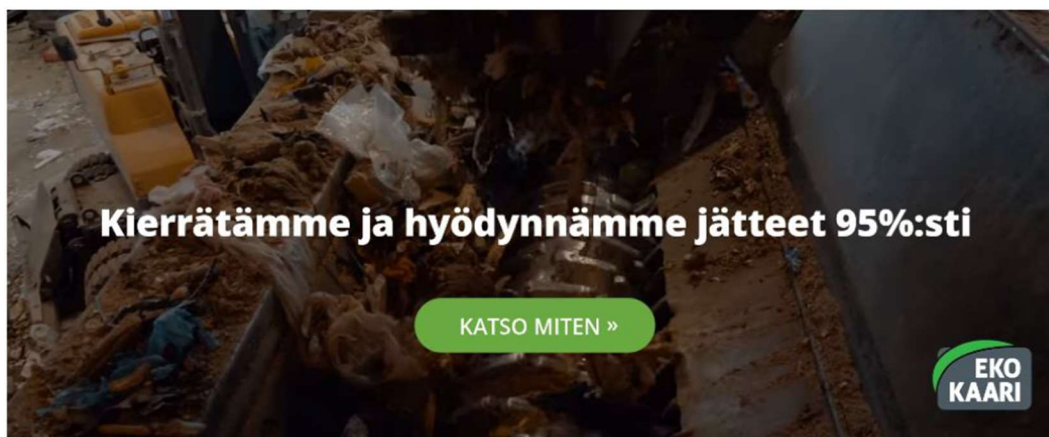 Kierrätämme ja hyödynnämme jätteet 95%:sti
KATSO MITEN »
EKO
KAARI